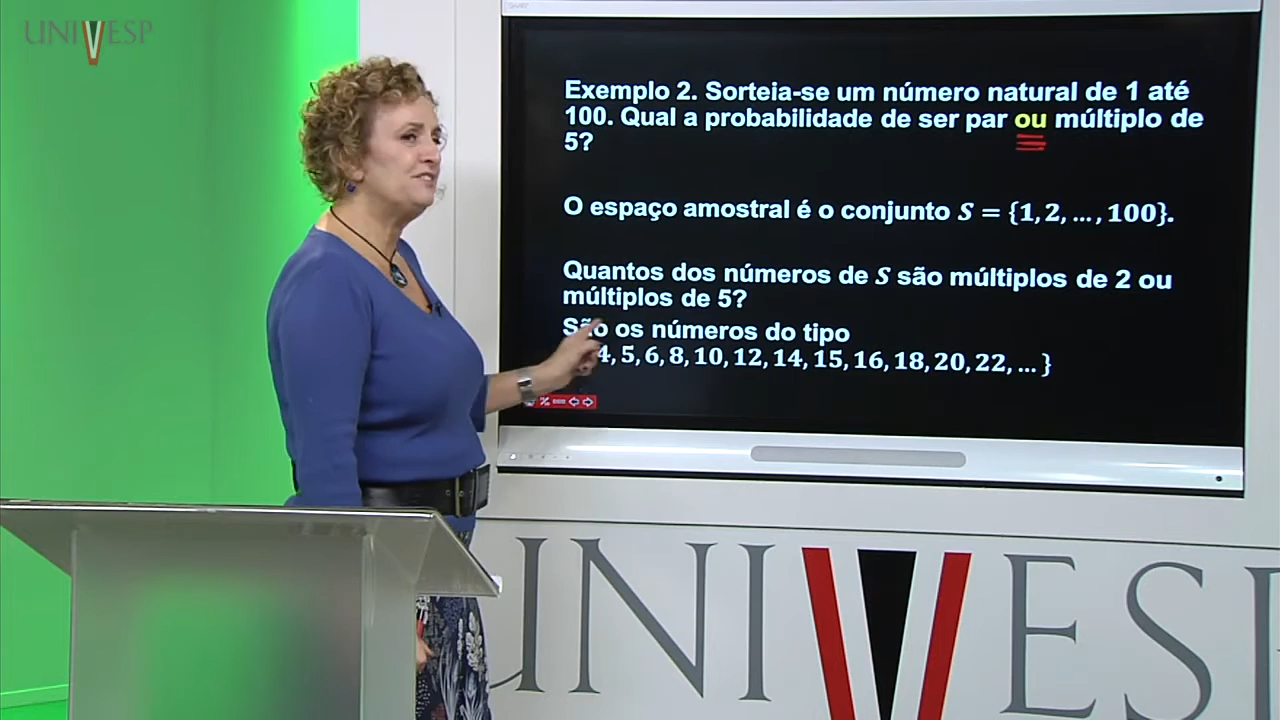 UNIVESP
Exemplo 2. Sorteia-se um número natural de 1 até
100. Qual a probabilidade de ser par ou múltiplo de
5?
O espaço amostral é o conjunto S = {1, 2, ... , 100}.
Quantos dos números de S são múltiplos de 2 ou
múltiplos de 5?
São os números do tipo
4, 5, 6, 8, 10, 12, 14, 15, 16, 18, 20, 22, ... }
UNIVESP